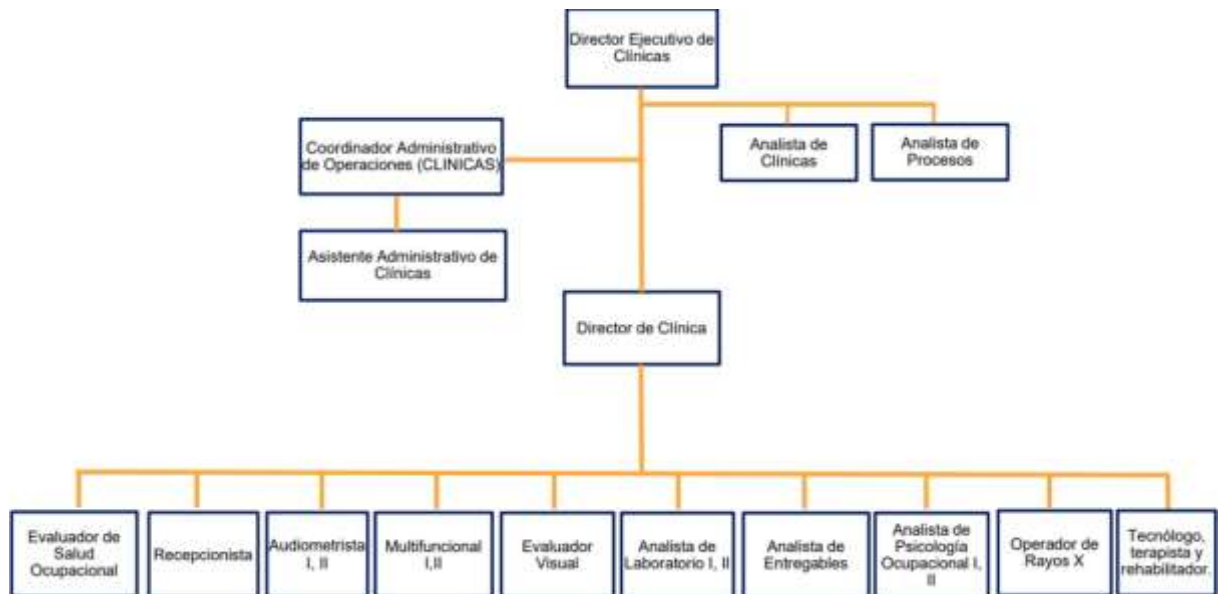 Director Ejecutivo de
Clínicas
Coordinador Administrativo
de Operaciones (CLINICAS)
Analista de
Clínicas
Analista de
Procesos
Asistente Administrativo de
Clínicas
Director de Clínica
Evaluador de
Salud
Ocupacional
Recepcionista
Audiometrista
I, II
Multifuncional
I,II
Evaluador
Visual
Analista de
Laboratorio I, II
Analista de
Entregables
Analista de
Psicología
Ocupacional I,
II
Operador de
Rayos X
Tecnólogo,
terapista y
rehabilitador.